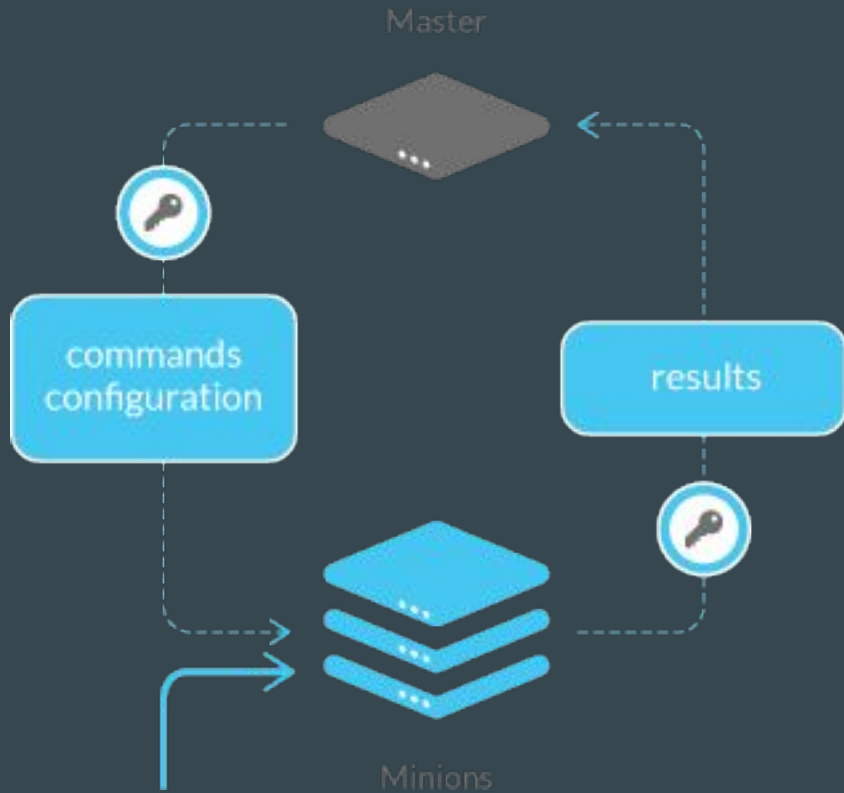 Master
commands
configuration
results
Minions